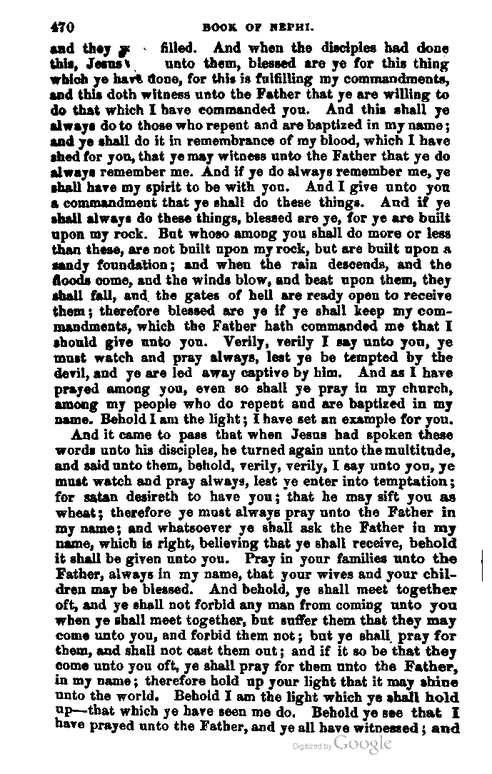 470 BOOK OF NEPHI.
and they filled. And when the disciples had done
this, Jesus unto them, blessed are ye for this thing
which ye have done, for this is fulfilling my commandments,
and this doth witness unto the Father that ye are willing to
do that which I have commanded you. And this shall ye
always do to those who repent and are baptized in my name;
and ye shall do it in remembrance of my blood, which I have
shed for you, that ye may witness unto the Father that ye do
always remember me. And if ye do always remember me, ye
shall have my spirit to be with you. And I give unto you
a commandment that ye shall do these things. And if ye
shall always do these things, blessed are ye, for ye are built
upon my rock. But whoso among you shall do more or less
than these, are not built upon my rock, but are built upon a
sandy foundation; and when the rain descends, and the
floods come, and the winds blow, and beat upon them, they
shall fall, and the gates of hell are ready open to receive
them; therefore blessed are ye if ye shall keep my com-
mandments, which the Father hath commanded me that I
should give unto you. Verily, verily I say unto you, ye
must watch and pray always, lest ye be tempted by the
devil, and ye are led away captive by him. And as I have
prayed among you, even so shall ye pray in my church,
among my people who do repent and are baptized in my
name. Behold I am the light; I have set an example for you.
And it came to pass that when Jesus had spoken these
words unto his disciples, he turned again unto the multitude,
and said unto them, behold, verily, verily, I say unto you, ye
must watch and pray always, lest ye enter into temptation;
for satan desireth to have you; that he may sift you as
wheat; therefore ye must always pray unto the Father in
my name; and whatsoever ye shall ask the Father in my
name, which is right, believing that ye shall receive, behold
it shall be given unto you. Pray in your families unto the
Father, always in my name, that your wives and your chil-
dren may be blessed. And behold, ye shall meet together
oft, and ye shall not forbid any man from coming unto you
when ye shall meet together, but suffer them that they may
come unto you, and forbid them not; but ye shall pray for
them, and shall not cast them out; and if it so be that they
come unto you oft, ye shall pray for them unto the Father,
in my name; therefore hold up your light that it may shine
unto the world. Behold I am the light which ye shall hold
up—that which ye have seen me do. Behold ye see that I
have prayed unto the Father, and ye all have witnessed; and
Digitized by Google